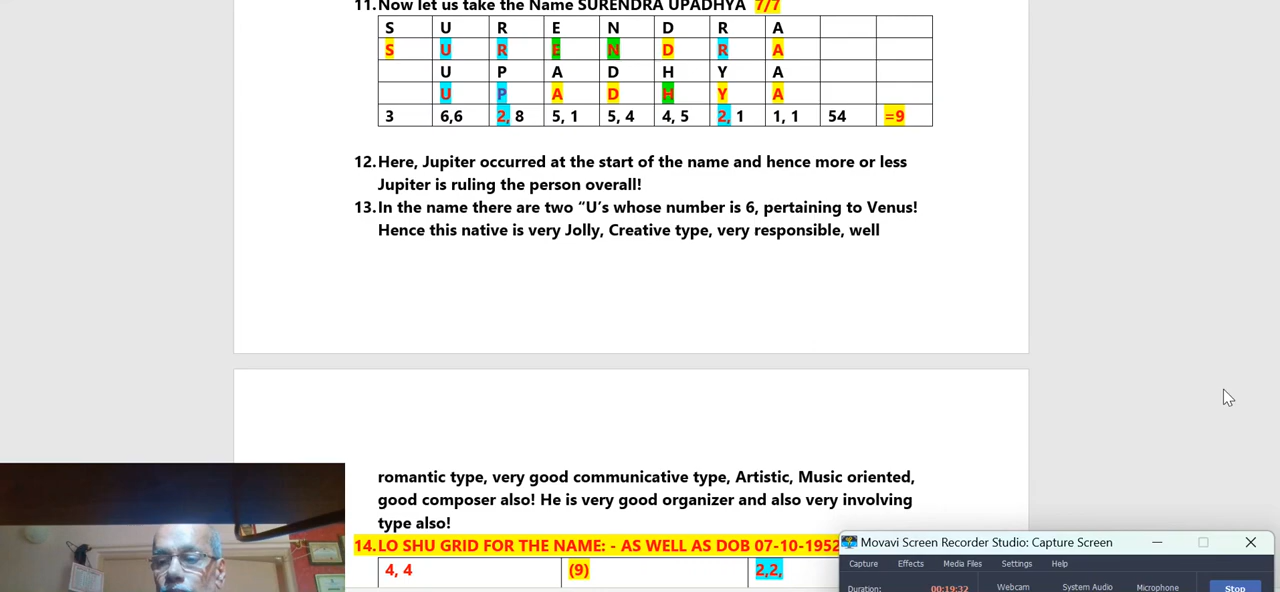 11. Now let us take the Name SURENDRA UPADHYA 7/7
S U R E N D R A
S U R E N D R A
U P A D H Y A
U P A D H Y A
3 6,6 2, 8 5, 1 5, 4 4, 5 2, 1 1, 1 54 =9
12. Here, Jupiter occurred at the start of the name and hence more or less
Jupiter is ruling the person overall!
13. In the name there are two “U’s whose number is 6, pertaining to Venus!
Hence this native is very Jolly, Creative type, very responsible, well
romantic type, very good communicative type, Artistic, Music oriented,
good composer also! He is very good organizer and also very involving
type also!
14. LO SHU GRID FOR THE NAME: - AS WELL AS DOB 07-10-1952
4, 4 (9) 2,2,
Movavi Screen Recorder Studio: Capture Screen
Capture Effects Media Files Settings Help
Webcam System Audio Microphone
Duration: 00:19:32 Stop